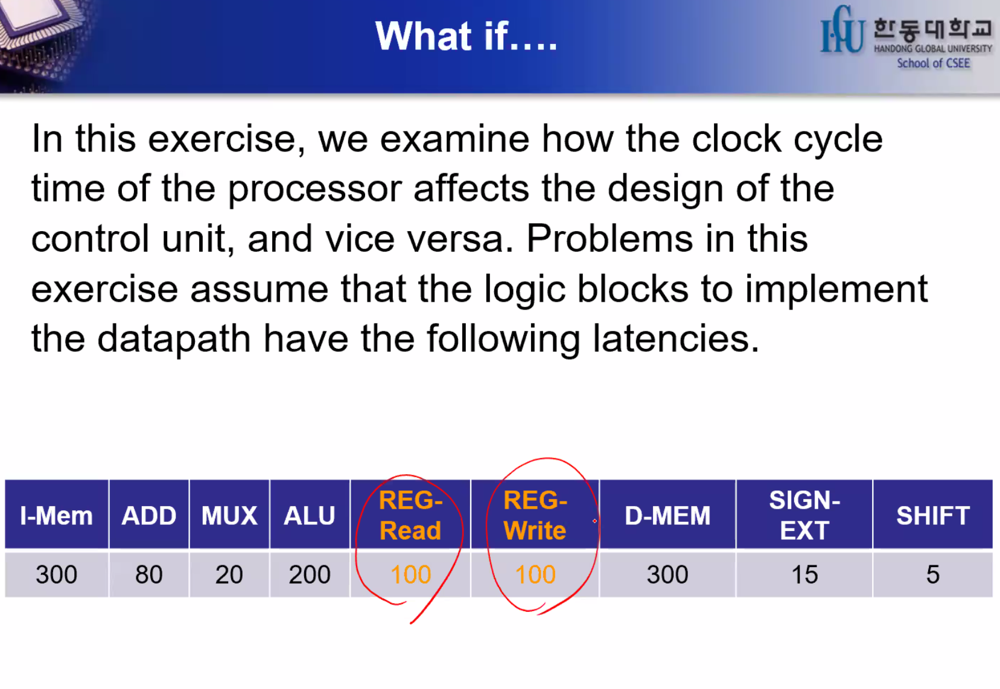 What if....
한동대학교
HANDONG GLOBAL UNIVERSITY
School of CSEE
In this exercise, we examine how the clock cycle
time of the processor affects the design of the
control unit, and vice versa. Problems in this
exercise assume that the logic blocks to implement
the datapath have the following latencies.
I-Mem ADD MUX ALU REG-Read REG-Write D-MEM SIGN-EXT SHIFT
300 80 20 200 100 100 300 15 5